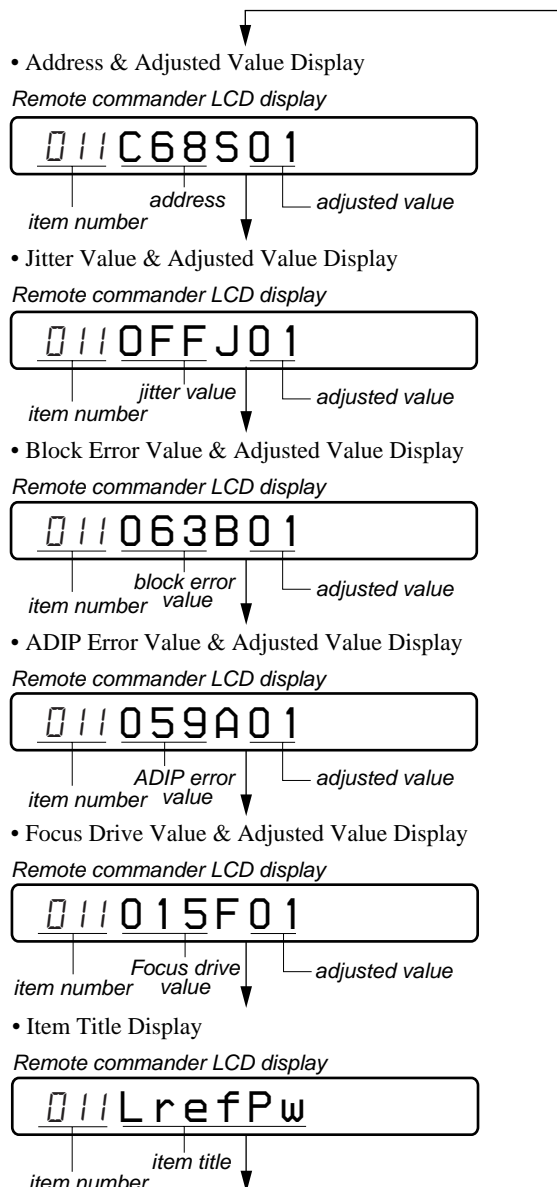 • Address & Adjusted Value Display
Remote commander LCD display
011C68S01
address
adjusted value
item number
• Jitter Value & Adjusted Value Display
Remote commander LCD display
011OFFJ01
jitter value
adjusted value
item number
• Block Error Value & Adjusted Value Display
Remote commander LCD display
011063B01
block error
value
adjusted value
item number
• ADIP Error Value & Adjusted Value Display
Remote commander LCD display
011059A01
ADIP error
value
adjusted value
item number
• Focus Drive Value & Adjusted Value Display
Remote commander LCD display
011015F01
Focus drive
value
adjusted value
item number
• Item Title Display
Remote commander LCD display
011LrefPw
item title
item number